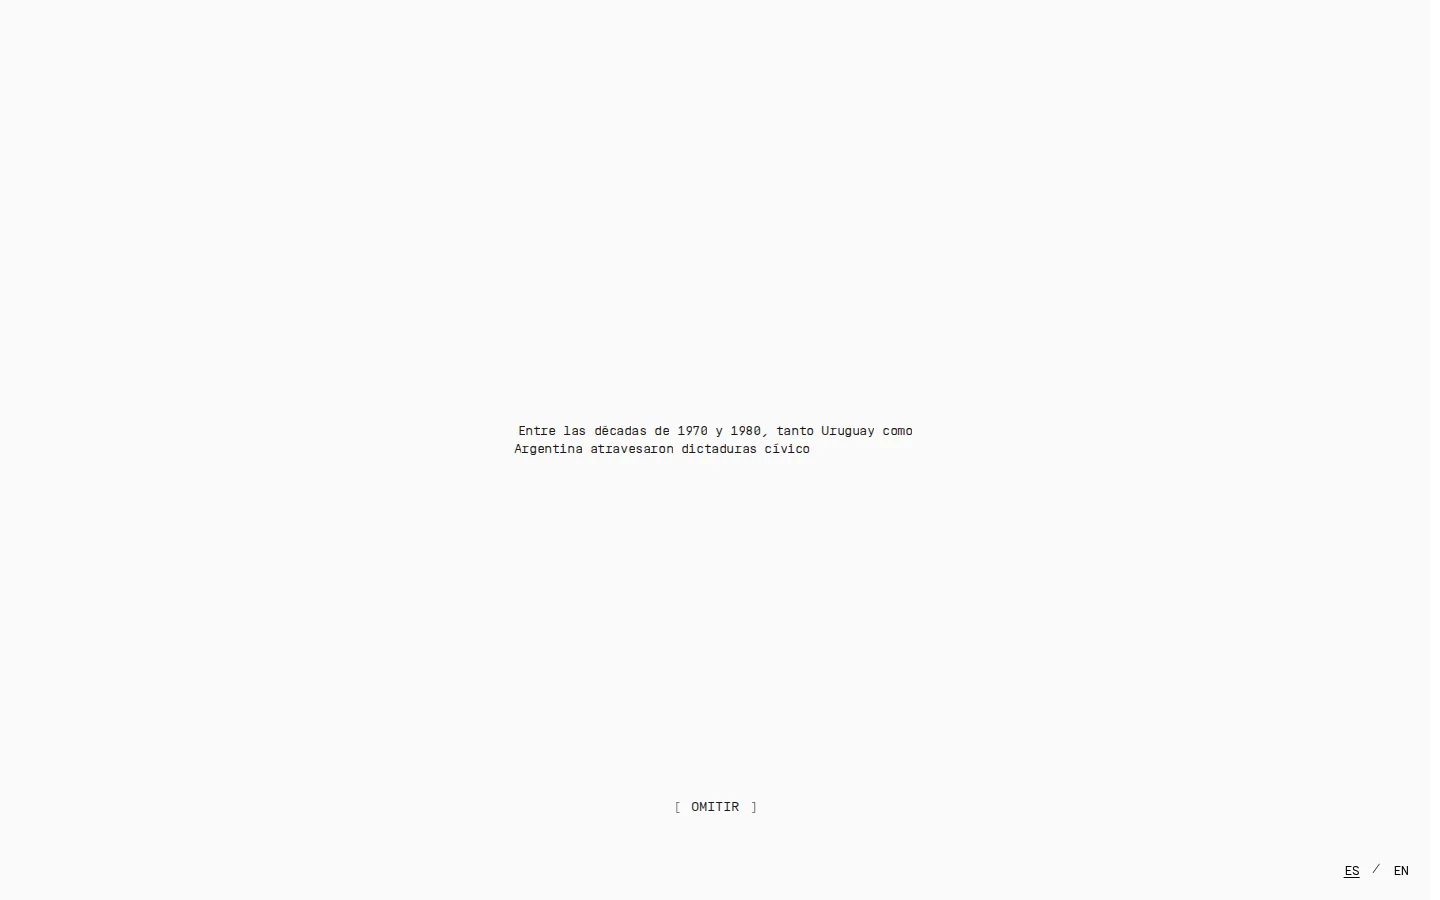 Entre las décadas de 1970 y 1980, tanto Uruguay como
Argentina atravesaron dictaduras cívico
[ OMITIR ]
ES / EN